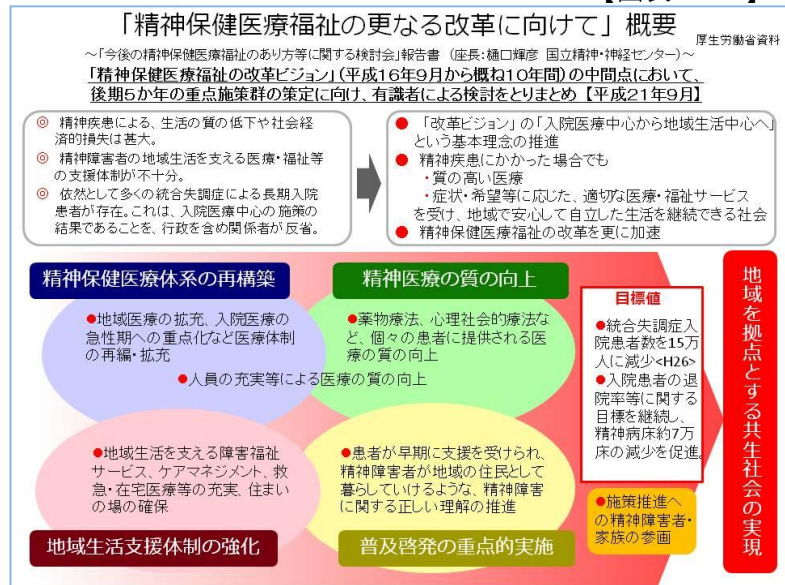 「精神保健医療福祉の更なる改革に向けて」概要
厚生労働省資料
～「今後の精神保健医療福祉のあり方等に関する検討会」報告書 （座長：樋口輝彦 国立精神・神経センター）～
「精神保健医療福祉の改革ビジョン」（平成16年9月から概ね10年間）の中間点において、
後期5か年の重点施策群の策定に向け、有識者による検討をとりまとめ【平成21年9月】
◎ 精神疾患による、生活の質の低下や社会経
済的損失は甚大。
◎ 精神障害者の地域生活を支える医療・福祉等
の支援体制が不十分。
◎ 依然として多くの統合失調症による長期入院
患者が存在。これは、入院医療中心の施策の
結果であることを、行政を含め関係者が反省。
● 「改革ビジョン」の「入院医療中心から地域生活中心へ」
という基本理念の推進
● 精神疾患にかかった場合でも
・質の高い医療
・症状・希望等に応じた、適切な医療・福祉サービス
を受け、地域で安心して自立した生活を継続できる社会
● 精神保健医療福祉の改革を更に加速
精神保健医療体系の再構築
●地域医療の拡充、入院医療の
急性期への重点化など医療体制
の再編・拡充
精神医療の質の向上
●薬物療法、心理社会的療法な
ど、個々の患者に提供される医
療の質の向上
●人員の充実等による医療の質の向上
●地域生活を支える障害福祉
サービス、ケアマネジメント、救
急・在宅医療等の充実、住まい
の場の確保
地域生活支援体制の強化
●患者が早期に支援を受けられ、
精神障害者が地域の住民として
暮らしていけるような、精神障害
に関する正しい理解の推進
普及啓発の重点的実施
目標値
●統合失調症入
院患者数を15万
人に減少<H26>
●入院患者の退
院率等に関する
目標を継続し、
精神病床約7万
床の減少を促進。
●施策推進へ
の精神障害者・
家族の参画
地域を拠点とする共生社会の実現